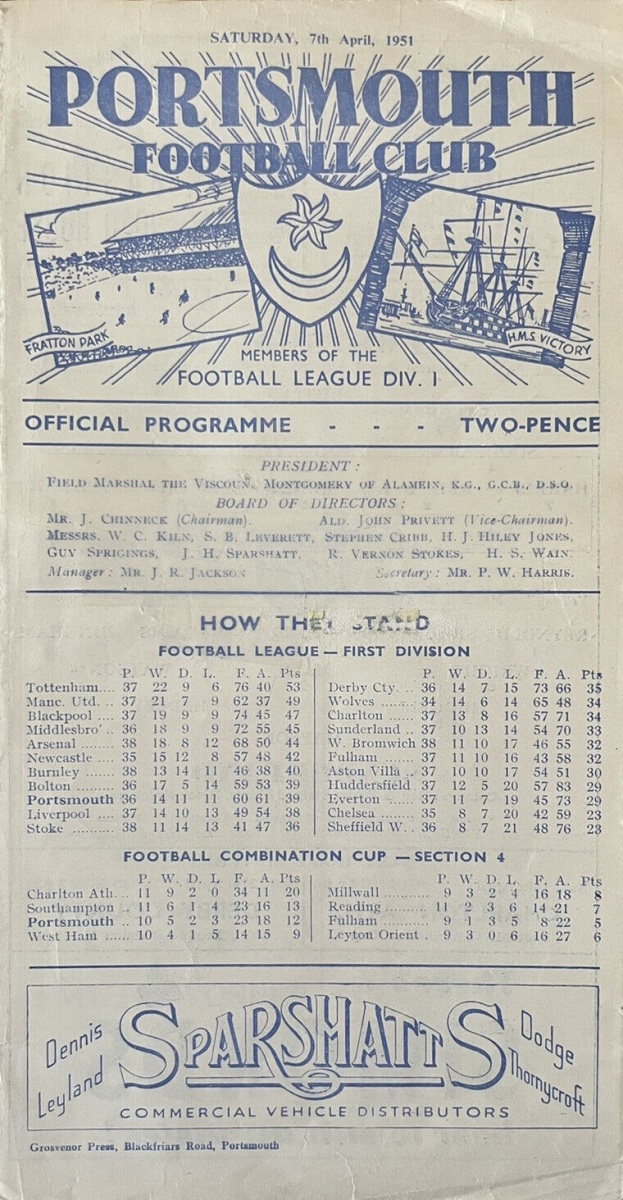 SATURDAY, 7th April, 1951
PORTSMOUTH
FOOTBALL CLUB
FRATTON PARK
H.M.S. VICTORY
MEMBERS OF THE
FOOTBALL LEAGUE DIV. 1
OFFICIAL PROGRAMME - - - TWO-PENCE
PRESIDENT :
FIELD MARSHAL THE VISCOUNT MONTGOMERY OF ALAMEIN, K.G., G.C.B., D.S.O.
BOARD OF DIRECTORS :
MR. J. CHINNECK (Chairman). ALD. JOHN PRIVETT (Vice-Chairman).
MESSRS. W. C. KILN, S. B. LEVERETT, STEPHEN CRIBB, H. J. HILEY JONES,
GUY SPRIGINGS, J. H. SPARSHATT, R. VERNON STOKES, H. S. WAIN.
Manager : MR. J. R. JACKSON Secretary : MR. P. W. HARRIS.
HOW THEY STAND
FOOTBALL LEAGUE — FIRST DIVISION
P. W. D. L. F. A. Pts
Tottenham.... 37 22 9 6 76 40 53
Manc. Utd. .. 37 21 7 9 62 37 49
Blackpool .... 37 19 9 9 74 45 47
Middlesbro' .. 36 18 9 9 72 55 45
Arsenal ...... 38 18 8 12 68 50 44
Newcastle .... 35 15 12 8 57 48 42
Burnley ...... 38 13 14 11 46 38 40
Bolton ........ 36 17 5 14 59 53 39
Portsmouth 36 14 11 11 60 61 39
Liverpool .... 37 14 10 13 49 54 38
Stoke .......... 38 11 14 13 41 47 36
P. W. D. L. F. A. Pts
Derby Cty. .. 36 14 7 15 73 66 35
Wolves ........ 34 14 6 14 65 48 34
Charlton ...... 37 13 8 16 57 71 34
Sunderland .. 37 10 13 14 54 70 33
W. Bromwich 38 11 10 17 46 55 32
Fulham ...... 37 11 10 16 43 58 32
Aston Villa .. 37 10 10 17 54 51 30
Huddersfield . 37 12 5 20 57 83 29
Everton ...... 37 11 7 19 45 73 29
Chelsea ...... 35 8 7 20 42 59 23
Sheffield W. . 36 8 7 21 48 76 23
FOOTBALL COMBINATION CUP — SECTION 4
P. W. D. L. F. A. Pts
Charlton Ath... 11 9 2 0 34 11 20
Southampton .. 11 6 1 4 23 16 13
Portsmouth .. 10 5 2 3 23 18 12
West Ham ...... 10 4 1 5 14 15 9
P. W. D. L. F. A. Pts
Millwall ........ 9 3 2 4 16 18 8
Reading ........ 11 2 3 6 14 21 7
Fulham ........ 9 1 3 5 8 22 5
Leyton Orient . 9 3 0 6 16 27 6
Dennis
Leyland
SPARSHATTS
Dodge
Thornycroft
COMMERCIAL VEHICLE DISTRIBUTORS
Grosvenor Press, Blackfriars Road, Portsmouth